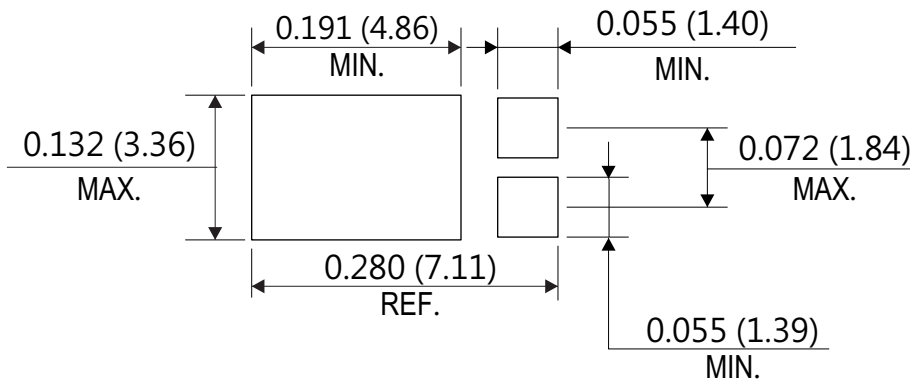 0.191 (4.86)
MIN.
0.055 (1.40)
MIN.
0.132 (3.36)
MAX.
0.072 (1.84)
MAX.
0.280 (7.11)
REF.
0.055 (1.39)
MIN.